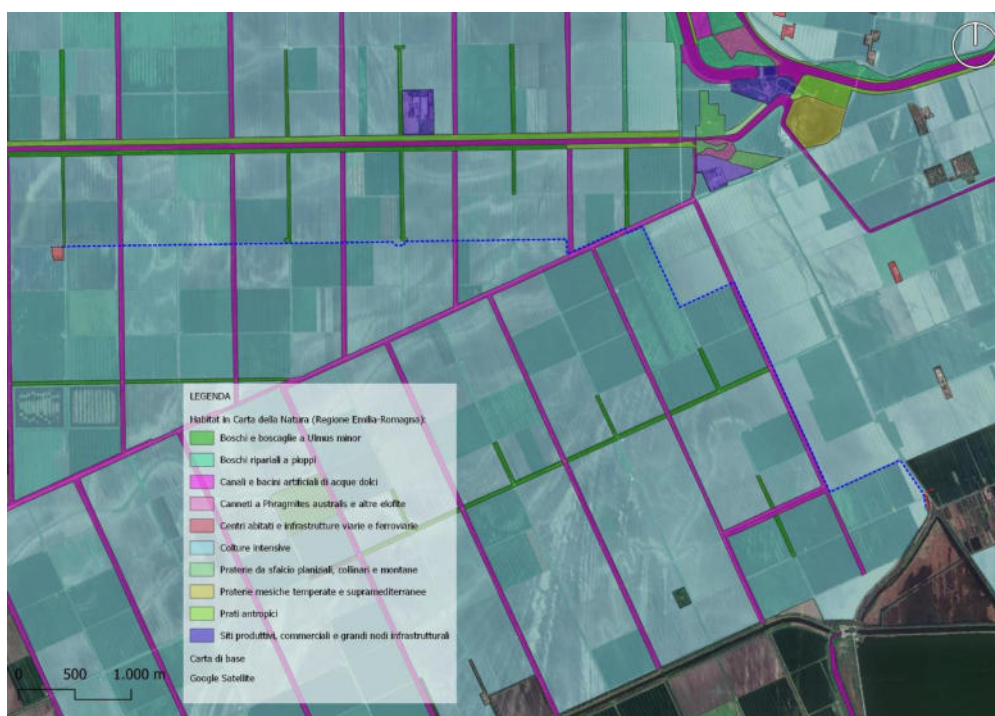 LEGENDA
Habitat in Carta della Natura (Regione Emilia-Romagna):
Boschi e boscaglie a Ulmus minor
Boschi ripariali a pioppi
Canali e bacini artificiali di acque dolci
Canneti a Phragmites australis e altre elofite
Centri abitati e infrastrutture viarie e ferroviarie
Colture intensive
Praterie da sfalcio planiziali, collinari e montane
Praterie mesiche temperate e supramediterranee
Prati antropici
Siti produttivi, commerciali e grandi nodi infrastrutturali
Carta di base
Google Satellite
0 500 1.000 m